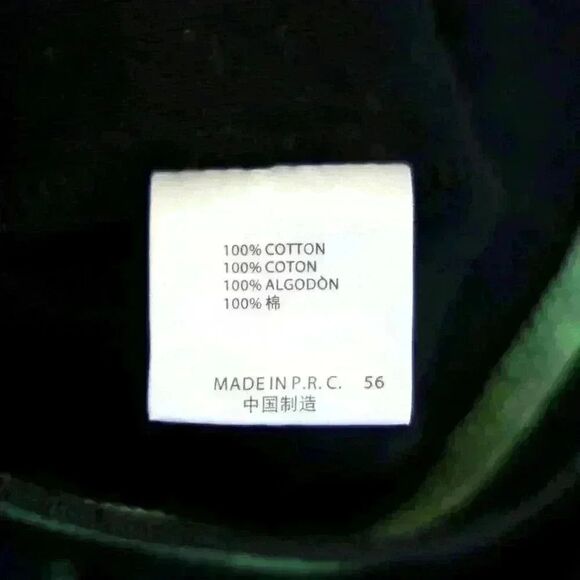 100% COTTON
100% COTON
100% ALGODÒN
100% 棉
MADE IN P.R.C. 56
中国制造